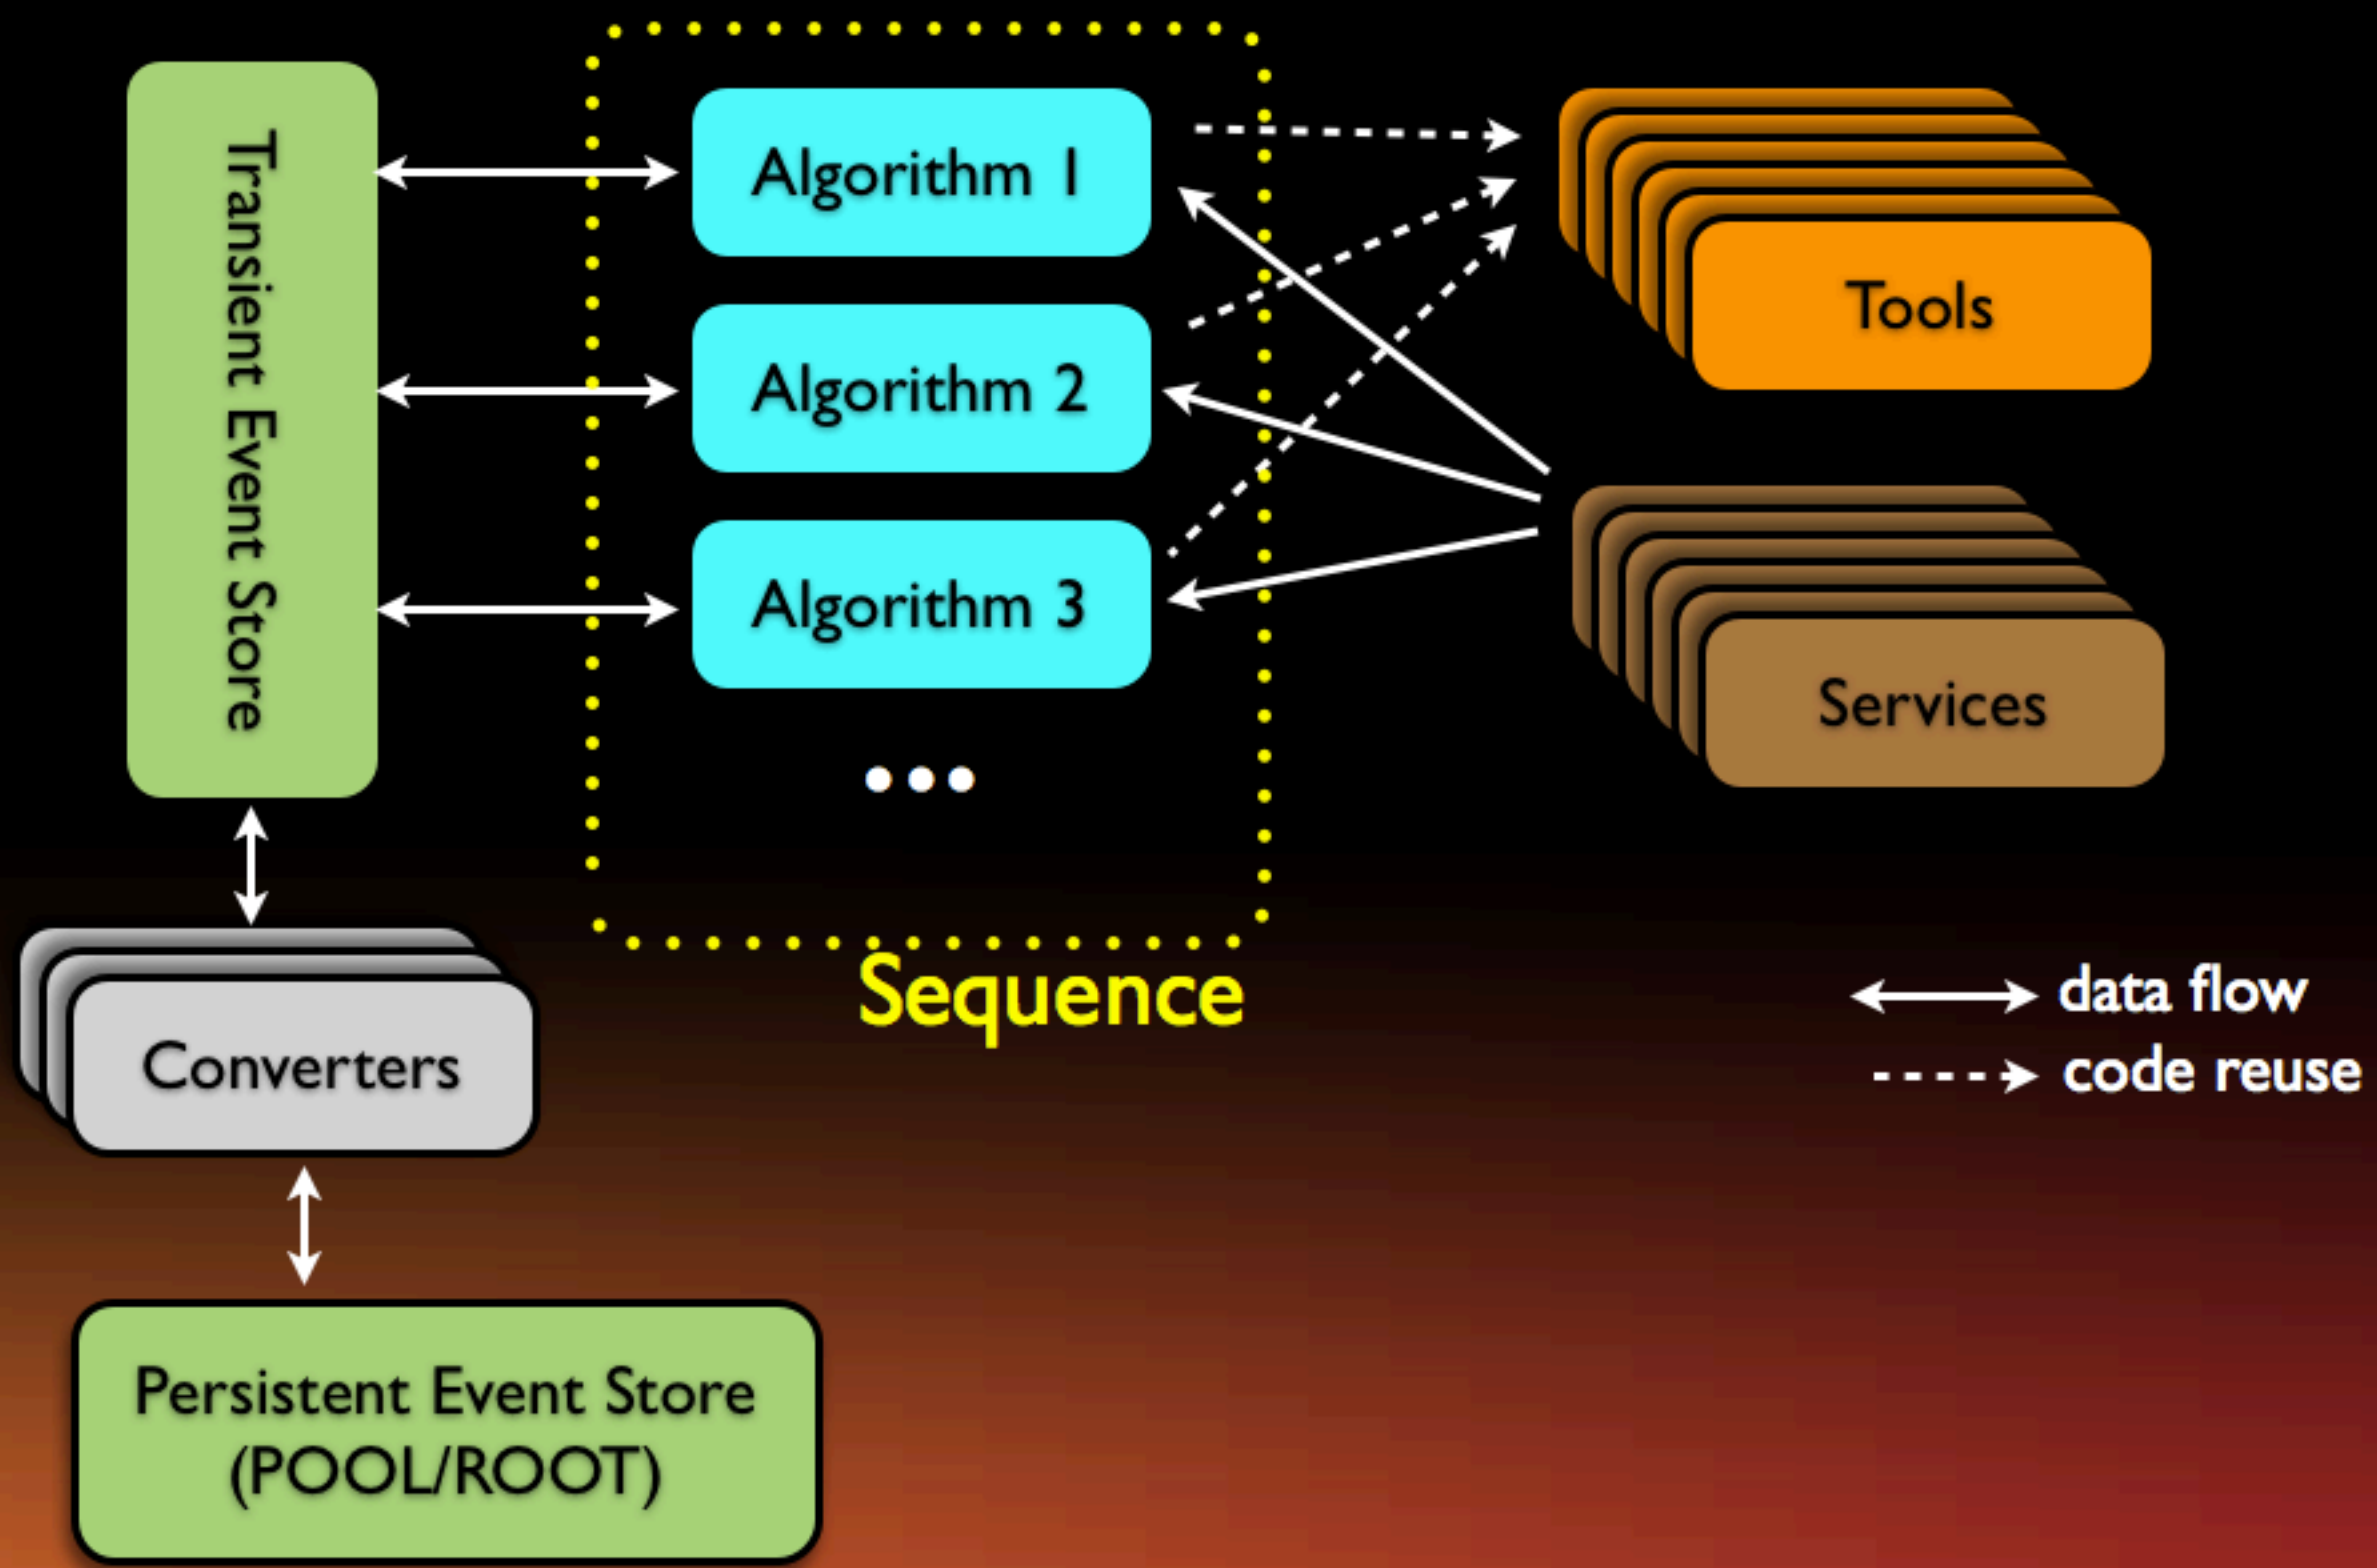 Transient Event Store
Algorithm 1
Algorithm 2
Algorithm 3
...
Sequence
Tools
Services
Converters
Persistent Event Store
(POOL/ROOT)
data flow
code reuse